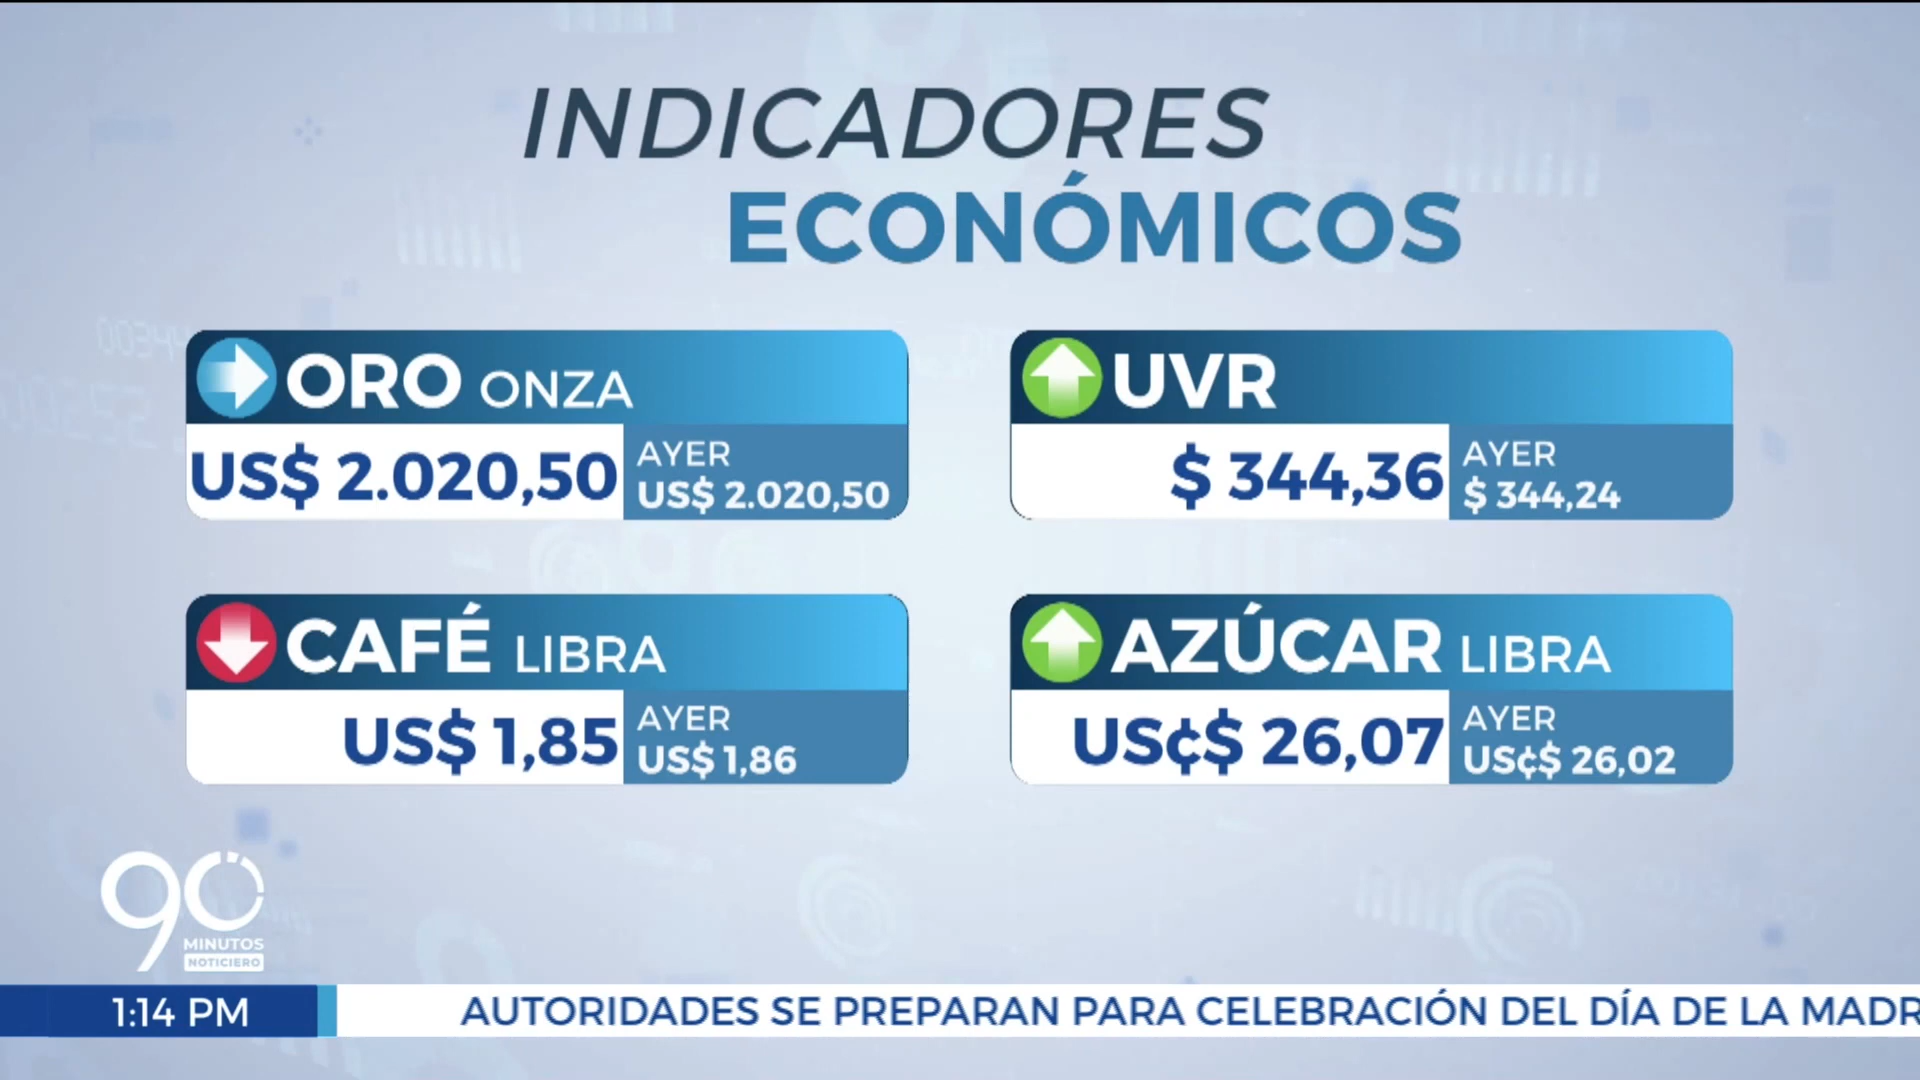 INDICADORES
ECONÓMICOS
ORO ONZA
US$ 2.020,50
AYER
US$ 2.020,50
UVR
$ 344,36
AYER
$ 344,24
CAFÉ LIBRA
US$ 1,85
AYER
US$ 1,86
AZÚCAR LIBRA
US¢$ 26,07
AYER
US¢$ 26,02
90
MINUTOS
NOTICIERO
1:14 PM
AUTORIDADES SE PREPARAN PARA CELEBRACIÓN DEL DÍA DE LA MADR